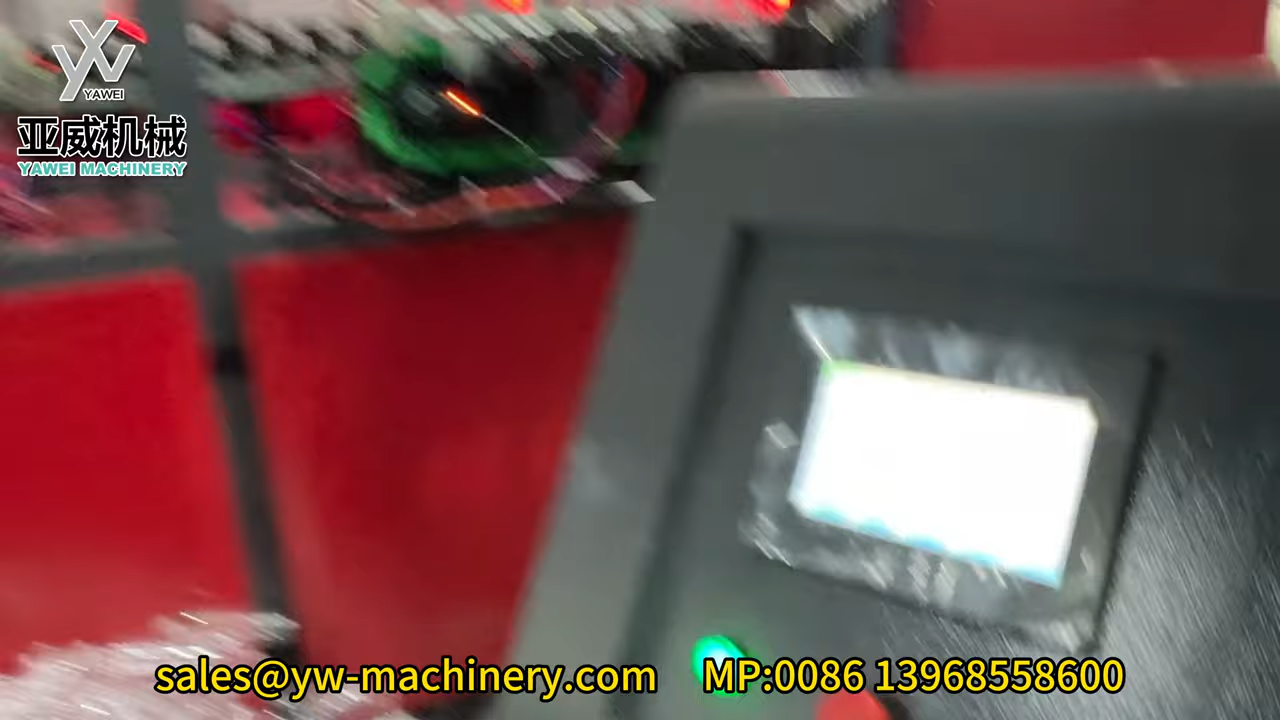 YW
YAWEI
亚威机械
YAWEI MACHINERY
sales@yw-machinery.com MP:0086 13968558600